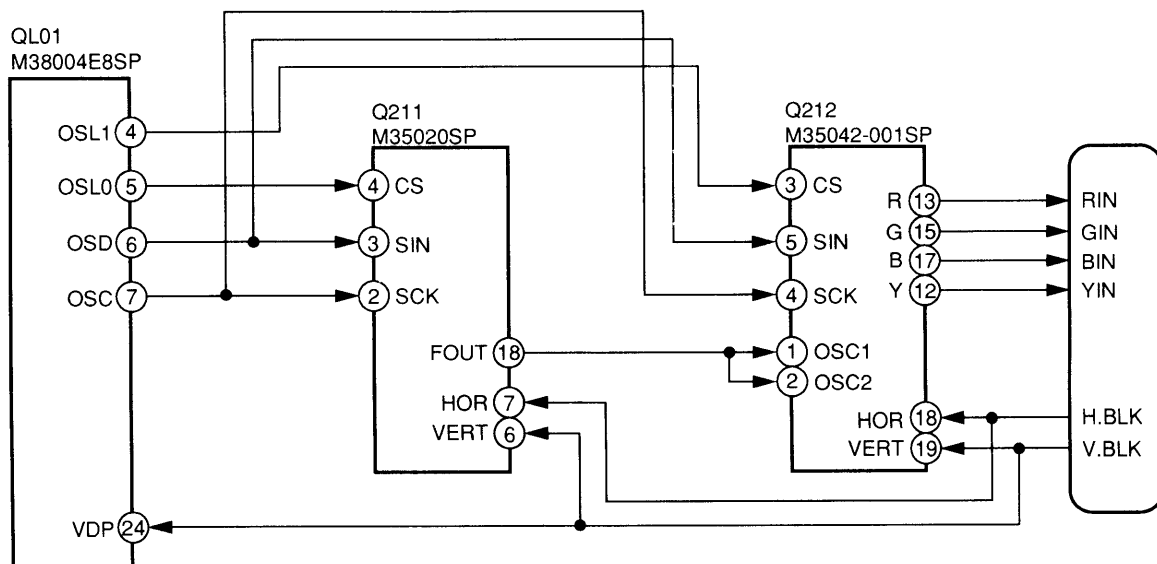 QL01
M38004E8SP
OSL1 4
OSL0 5
OSD 6
OSC 7
VDP 24
Q211
M35020SP
4 CS
3 SIN
2 SCK
FOUT 18
HOR 7
VERT 6
Q212
M35042-001SP
3 CS
5 SIN
4 SCK
1 OSC1
2 OSC2
R 13
G 15
B 17
Y 12
HOR 18
VERT 19
RIN
GIN
BIN
YIN
H.BLK
V.BLK